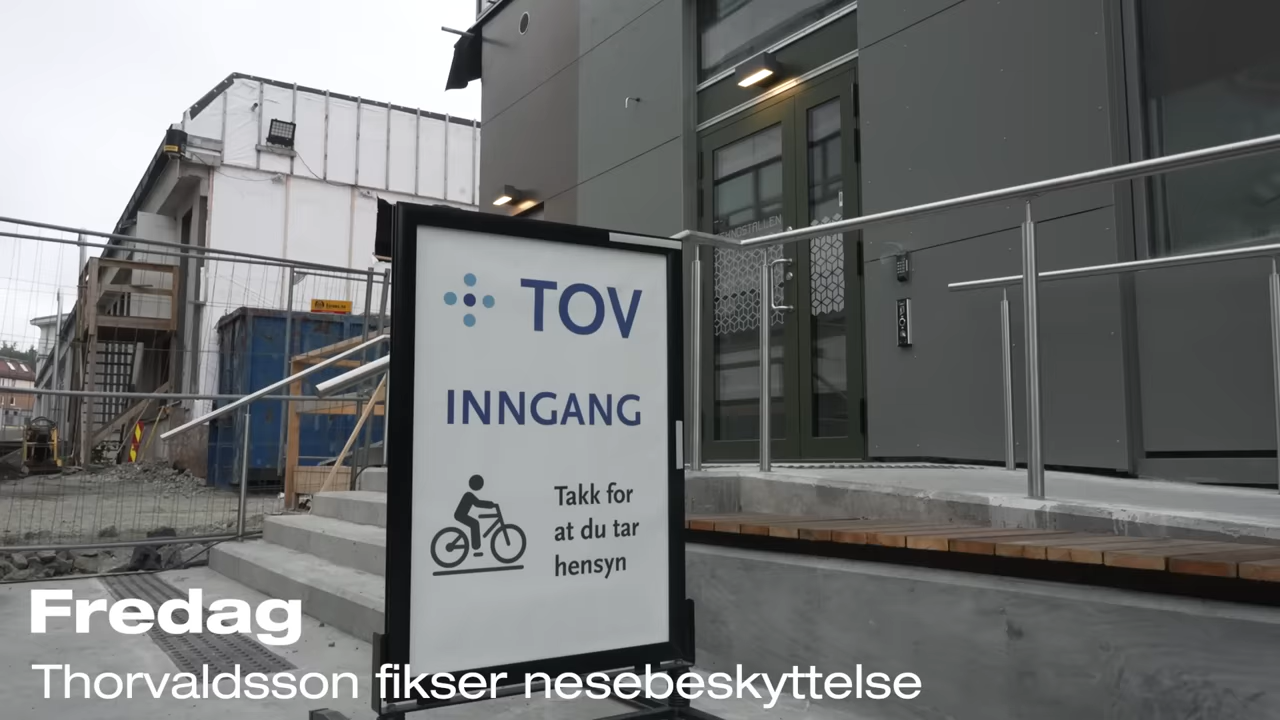 TOV
INNGANG
Takk for
at du tar
hensyn
Fredag
Thorvaldsson fikser nesebeskyttelse